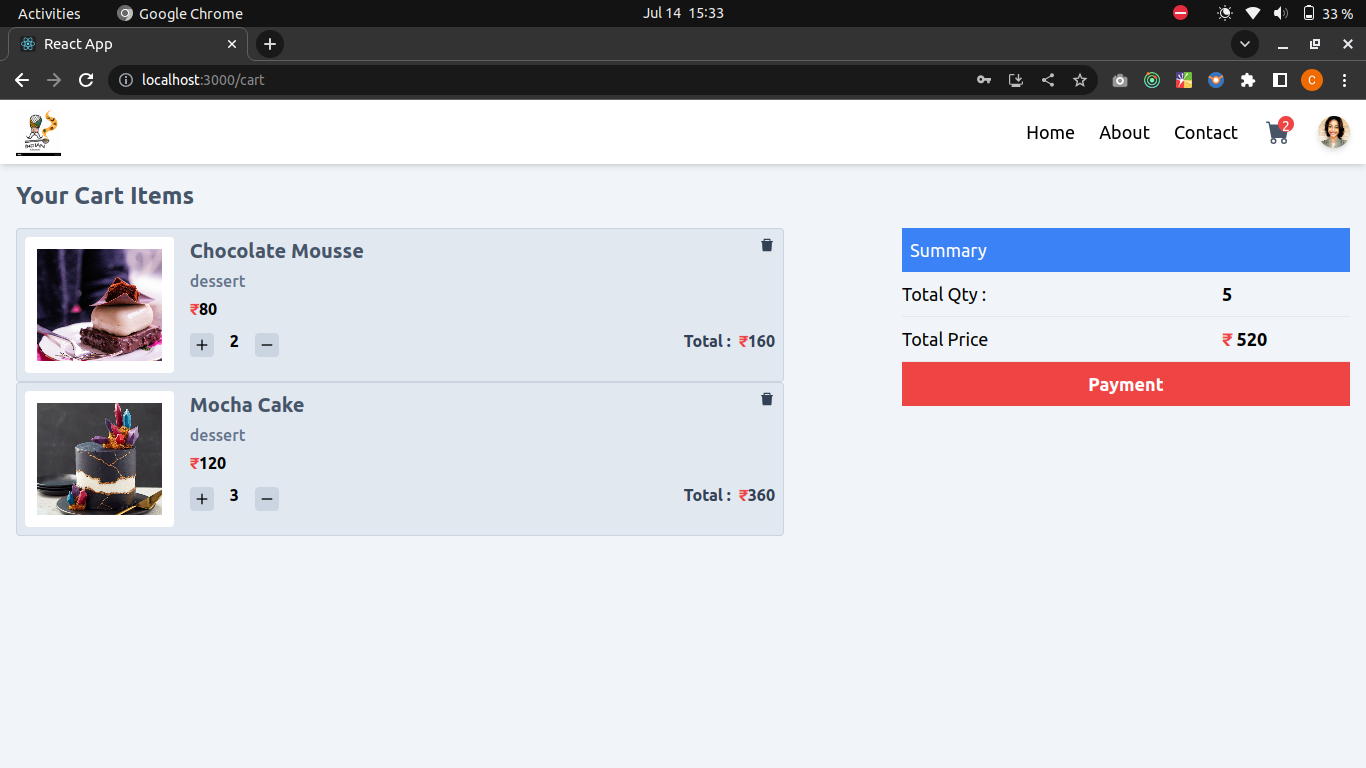 Activities Google Chrome Jul 14 15:33 33 %
React App
localhost:3000/cart C
INDIAN
Home About Contact 2
Your Cart Items
Chocolate Mousse
dessert
₹80
+ 2 − Total : ₹160
Mocha Cake
dessert
₹120
+ 3 − Total : ₹360
Summary
Total Qty : 5
Total Price ₹ 520
Payment